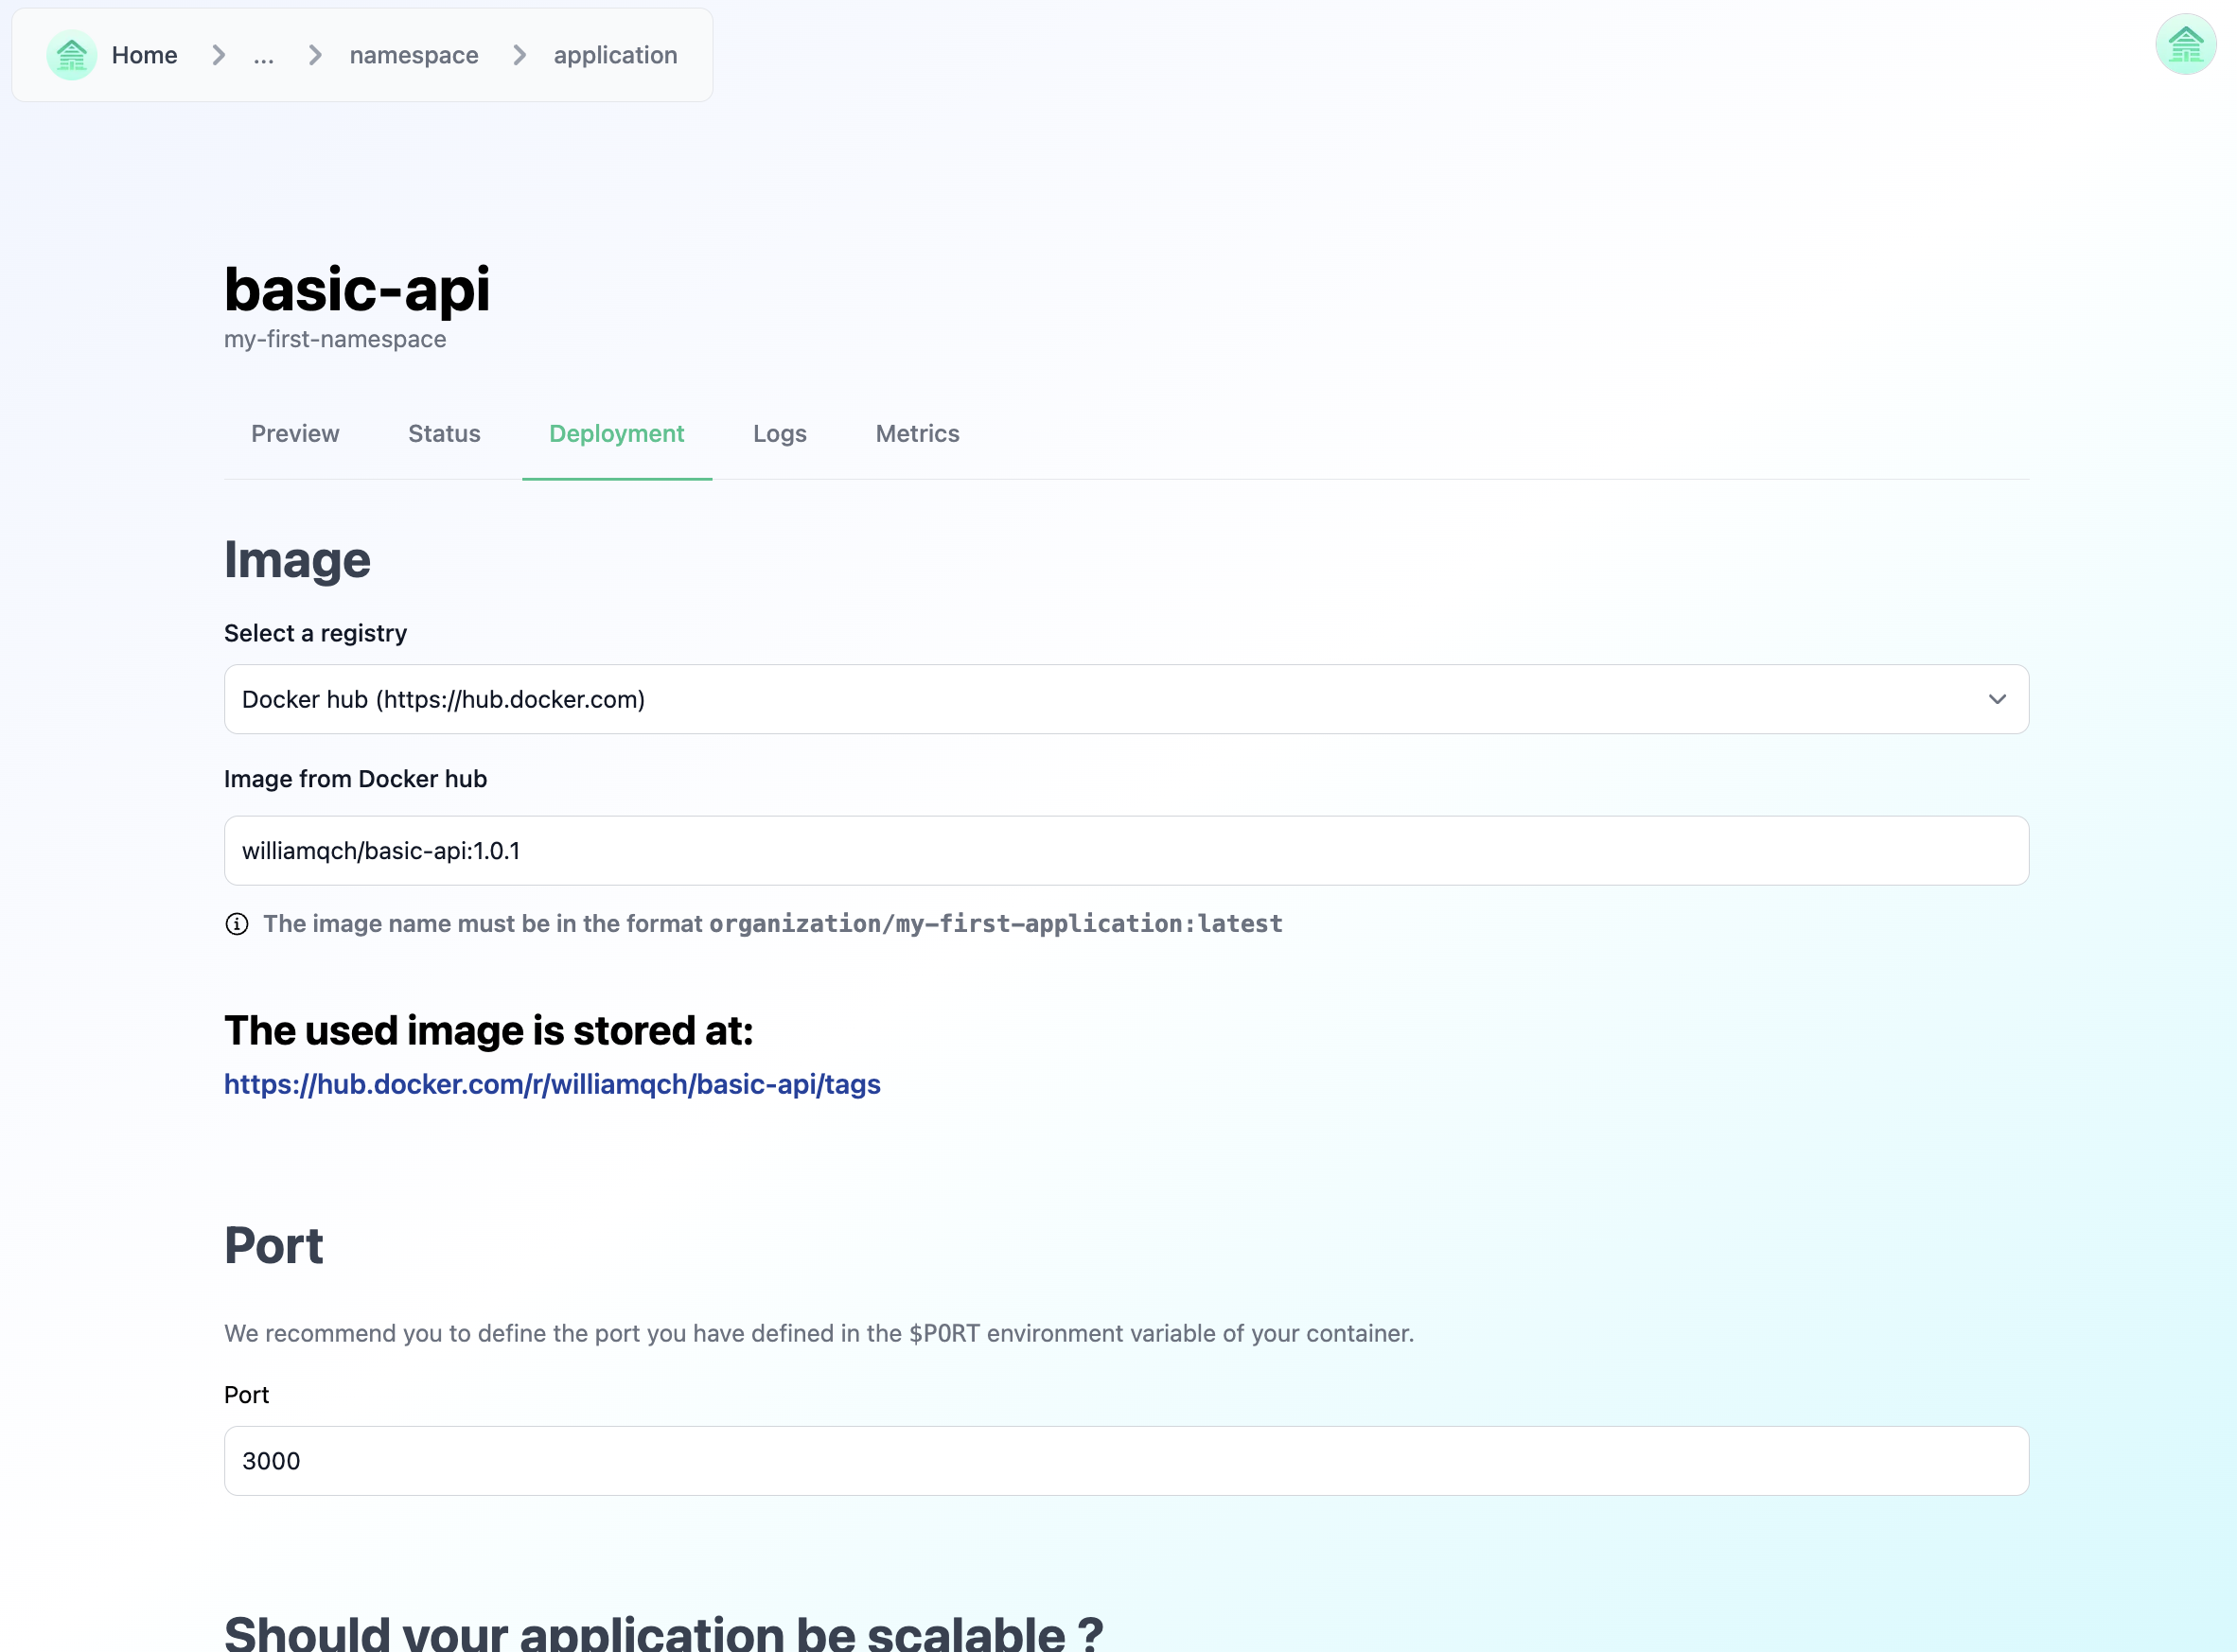 Home ... namespace application
basic-api
my-first-namespace
Preview Status Deployment Logs Metrics
Image
Select a registry
Docker hub (https://hub.docker.com)
Image from Docker hub
williamqch/basic-api:1.0.1
The image name must be in the format organization/my-first-application:latest
The used image is stored at:
https://hub.docker.com/r/williamqch/basic-api/tags
Port
We recommend you to define the port you have defined in the $PORT environment variable of your container.
Port
3000
Should your application be scalable ?